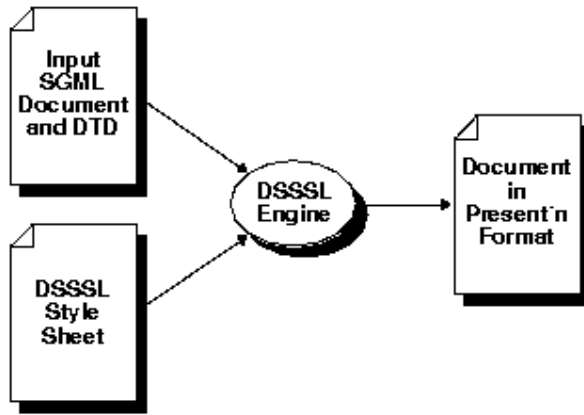 Input
SGML
Document
and DTD
DSSSL
Style
Sheet
DSSSL
Engine
Document
in
Present'n
Format